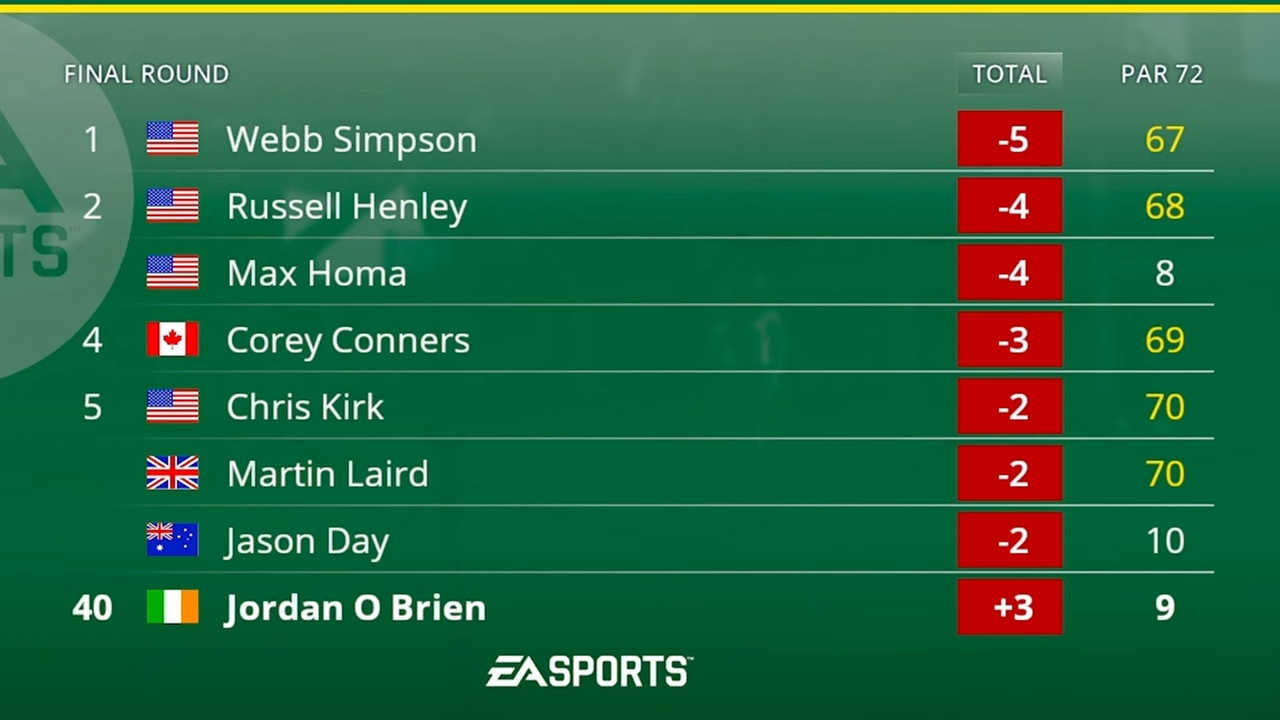 FINAL ROUND TOTAL PAR 72
1 Webb Simpson -5 67
2 Russell Henley -4 68
Max Homa -4 8
4 Corey Conners -3 69
5 Chris Kirk -2 70
Martin Laird -2 70
Jason Day -2 10
40 Jordan O Brien +3 9
EA SPORTS™